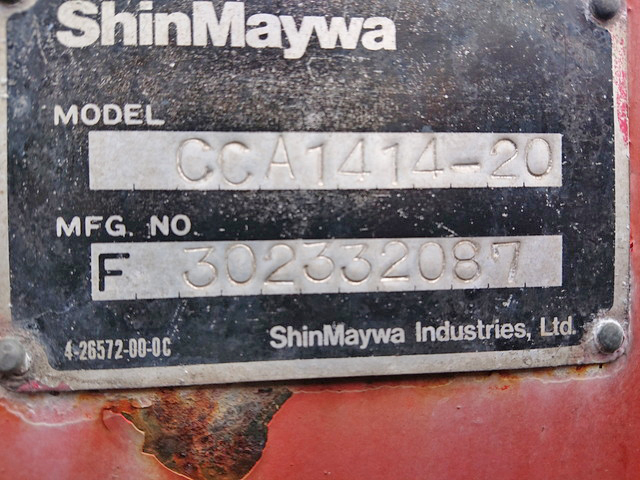 ShinMaywa
MODEL
CCA1414-20
MFG. NO.
F 302332087
4-26572-00-0C
ShinMaywa Industries, Ltd.